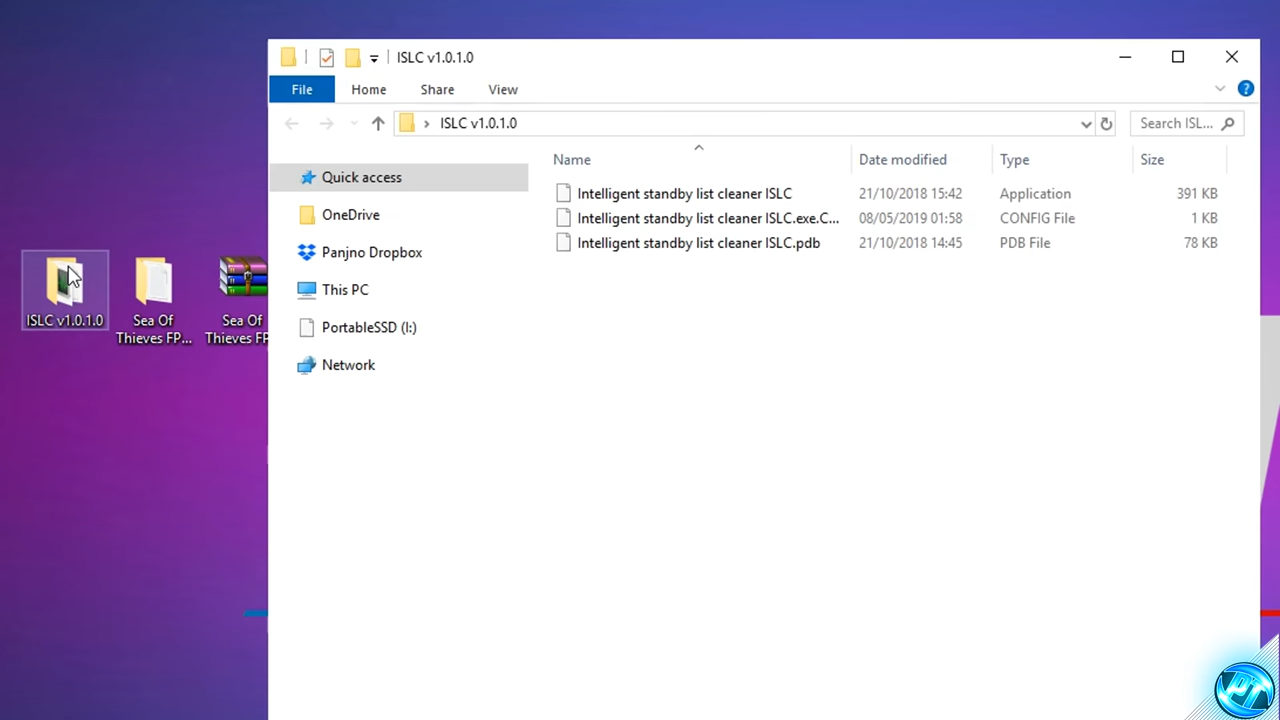 ISLC v1.0.1.0
File Home Share View
ISLC v1.0.1.0
Search ISL...
Name Date modified Type Size
Quick access
OneDrive
Panjno Dropbox
This PC
PortableSSD (I:)
Network
Intelligent standby list cleaner ISLC 21/10/2018 15:42 Application 391 KB
Intelligent standby list cleaner ISLC.exe.C... 08/05/2019 01:58 CONFIG File 1 KB
Intelligent standby list cleaner ISLC.pdb 21/10/2018 14:45 PDB File 78 KB
ISLC v1.0.1.0
Sea Of
Thieves FP...
Sea Of
Thieves FP
PT